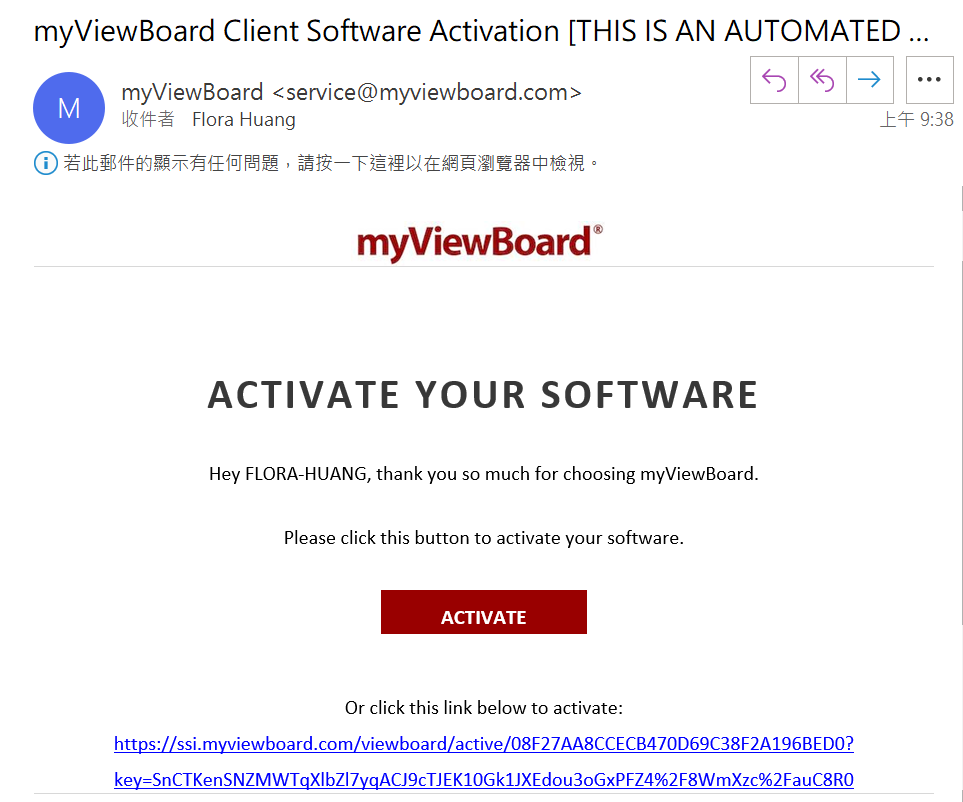 myViewBoard Client Software Activation [THIS IS AN AUTOMATED ...
M
myViewBoard <service@myviewboard.com>
收件者 Flora Huang
上午 9:38
若此郵件的顯示有任何問題，請按一下這裡以在網頁瀏覽器中檢視。
myViewBoard®
ACTIVATE YOUR SOFTWARE
Hey FLORA-HUANG, thank you so much for choosing myViewBoard.
Please click this button to activate your software.
ACTIVATE
Or click this link below to activate:
https://ssi.myviewboard.com/viewboard/active/08F27AA8CCECB470D69C38F2A196BED0?
key=SnCTKenSNZMWTqXlbZl7yqACJ9cTJEK10Gk1JXEdou3oGxPFZ4%2F8WmXzc%2FauC8R0